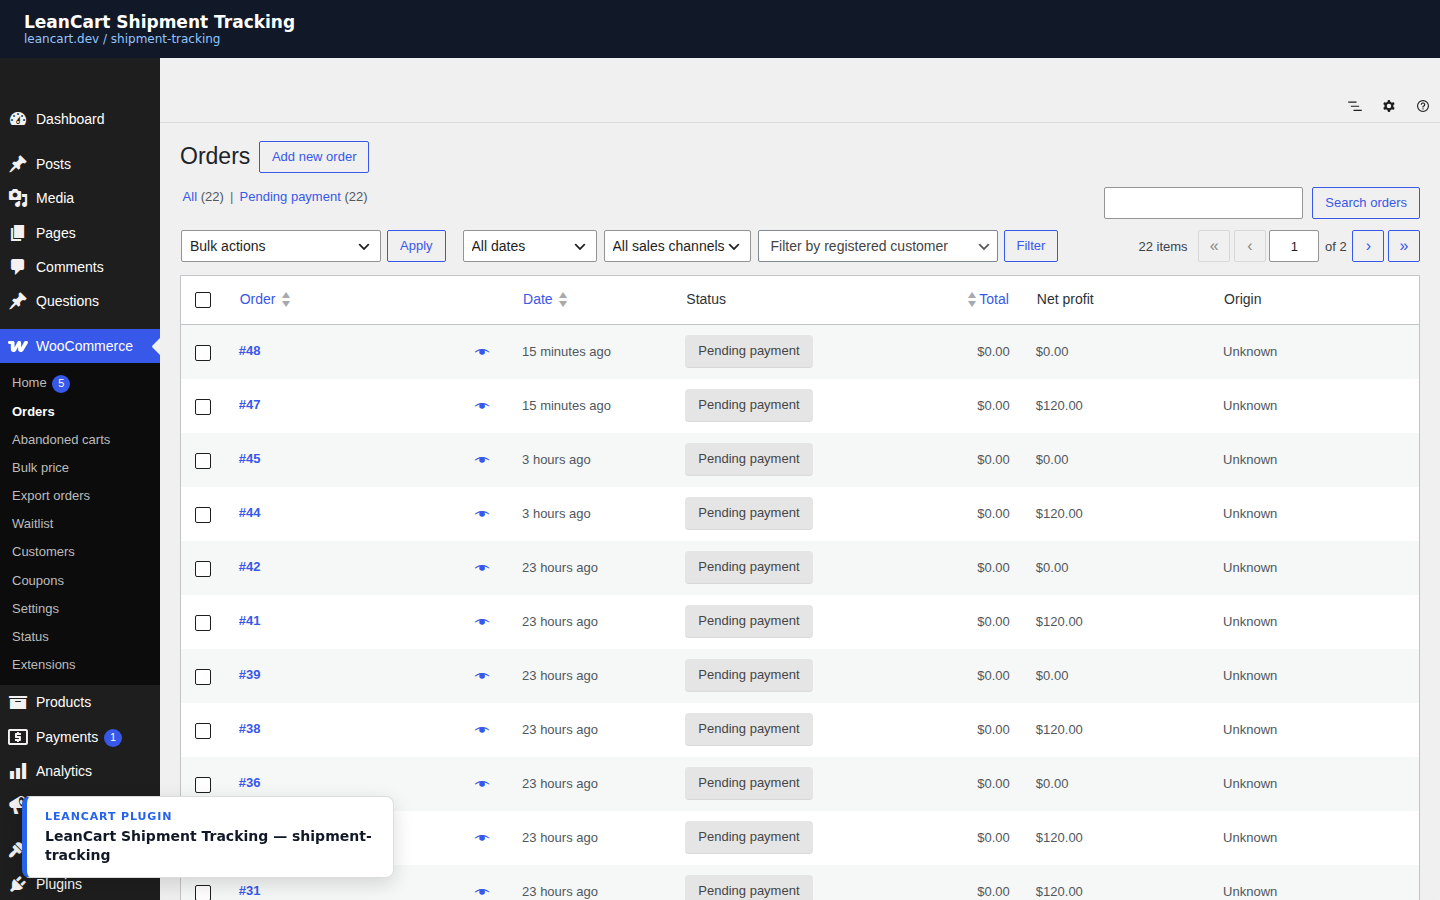 LeanCart Shipment Tracking
leancart.dev / shipment-tracking
Dashboard
Posts
Media
Pages
Comments
Questions
WooCommerce
Home 5
Orders
Abandoned carts
Bulk price
Export orders
Waitlist
Customers
Coupons
Settings
Status
Extensions
Products
Payments 1
Analytics
Plugins
Orders Add new order
All (22) | Pending payment (22)
Search orders
Bulk actions Apply All dates All sales channels Filter by registered customer Filter 22 items « ‹ 1 of 2 › »
Order Date Status Total Net profit Origin
#48 15 minutes ago Pending payment $0.00 $0.00 Unknown
#47 15 minutes ago Pending payment $0.00 $120.00 Unknown
#45 3 hours ago Pending payment $0.00 $0.00 Unknown
#44 3 hours ago Pending payment $0.00 $120.00 Unknown
#42 23 hours ago Pending payment $0.00 $0.00 Unknown
#41 23 hours ago Pending payment $0.00 $120.00 Unknown
#39 23 hours ago Pending payment $0.00 $0.00 Unknown
#38 23 hours ago Pending payment $0.00 $120.00 Unknown
#36 23 hours ago Pending payment $0.00 $0.00 Unknown
23 hours ago Pending payment $0.00 $120.00 Unknown
#31 23 hours ago Pending payment $0.00 $120.00 Unknown
LEANCART PLUGIN
LeanCart Shipment Tracking — shipment-
tracking